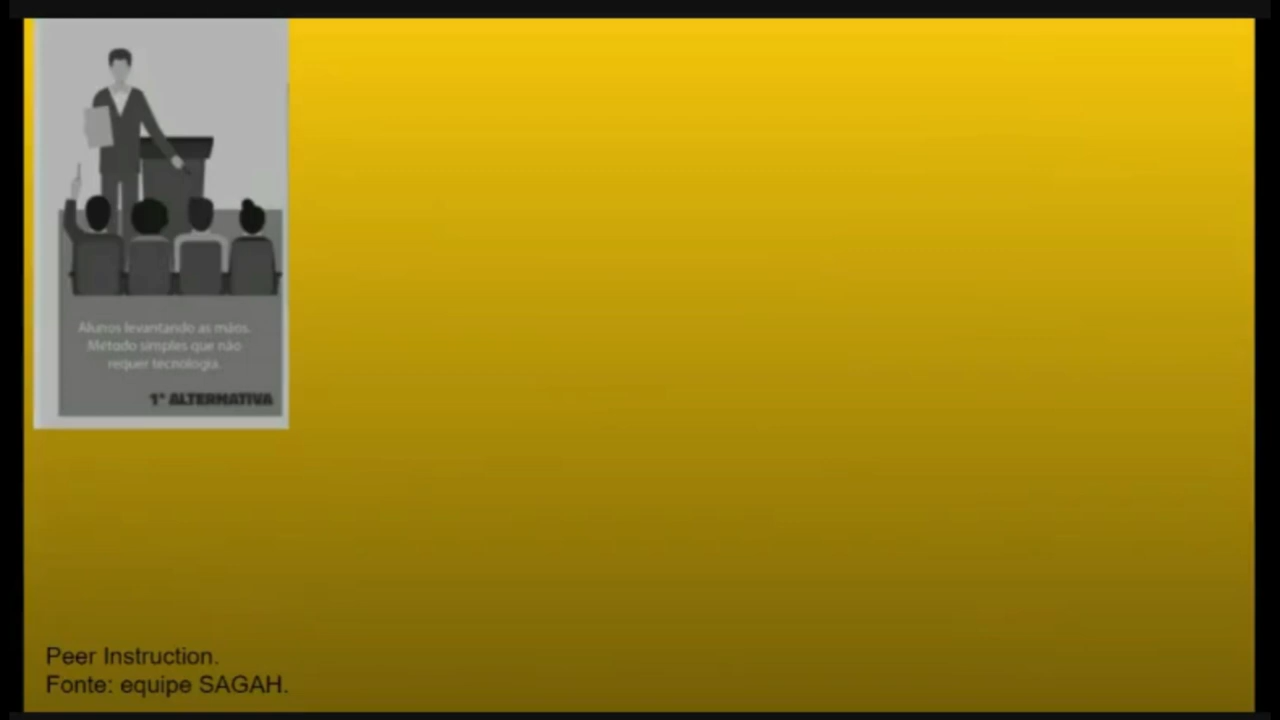 Alunos levantando as mãos.
Método simples que não
requer tecnologia.
1ª ALTERNATIVA
Peer Instruction.
Fonte: equipe SAGAH.